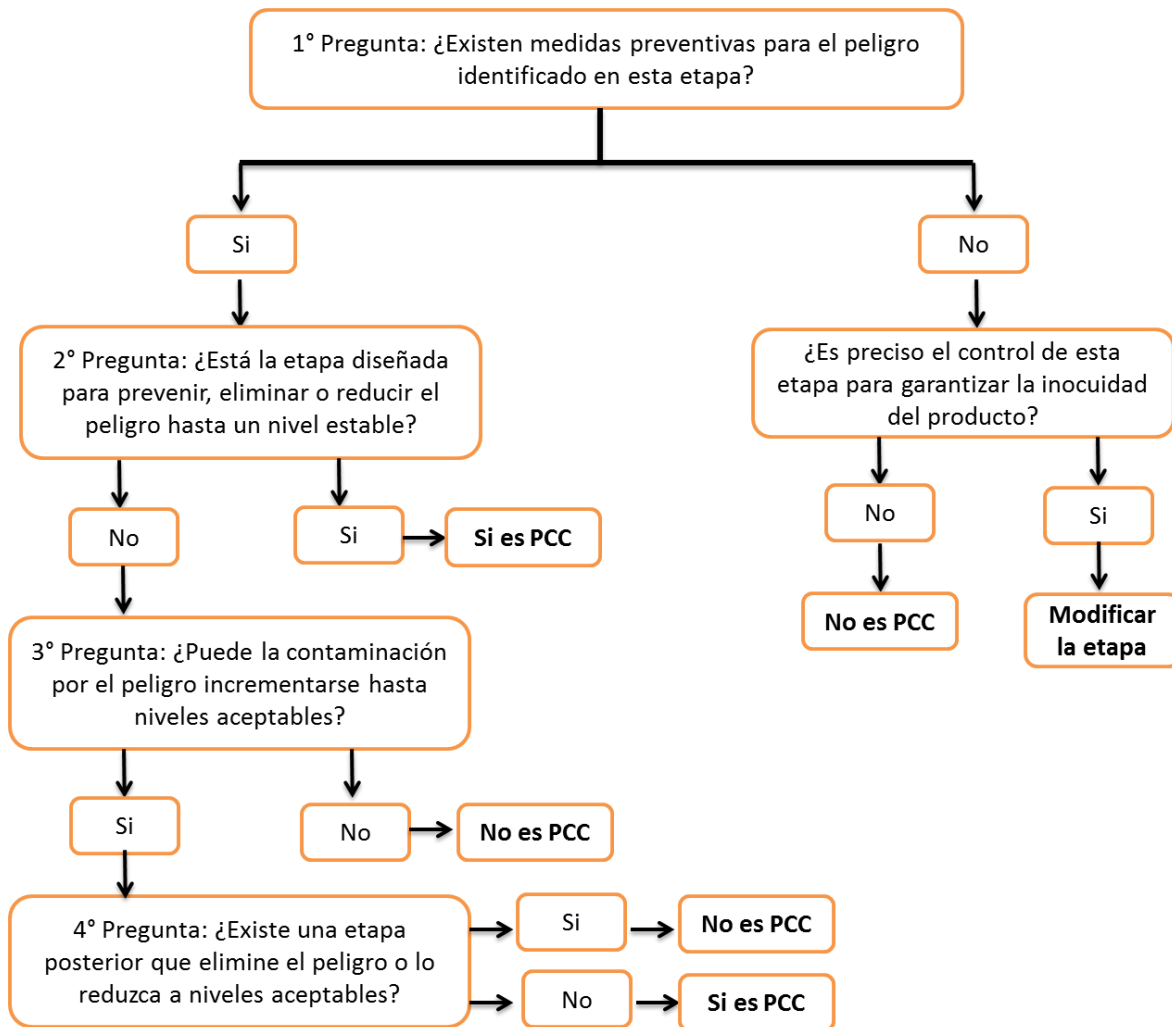 1° Pregunta: ¿Existen medidas preventivas para el peligro
identificado en esta etapa?
Si
No
2° Pregunta: ¿Está la etapa diseñada
para prevenir, eliminar o reducir el
peligro hasta un nivel estable?
¿Es preciso el control de esta
etapa para garantizar la inocuidad
del producto?
No
Si
Si es PCC
No
Si
No es PCC
Modificar
la etapa
3° Pregunta: ¿Puede la contaminación
por el peligro incrementarse hasta
niveles aceptables?
Si
No
No es PCC
4° Pregunta: ¿Existe una etapa
posterior que elimine el peligro o lo
reduzca a niveles aceptables?
Si
No es PCC
No
Si es PCC